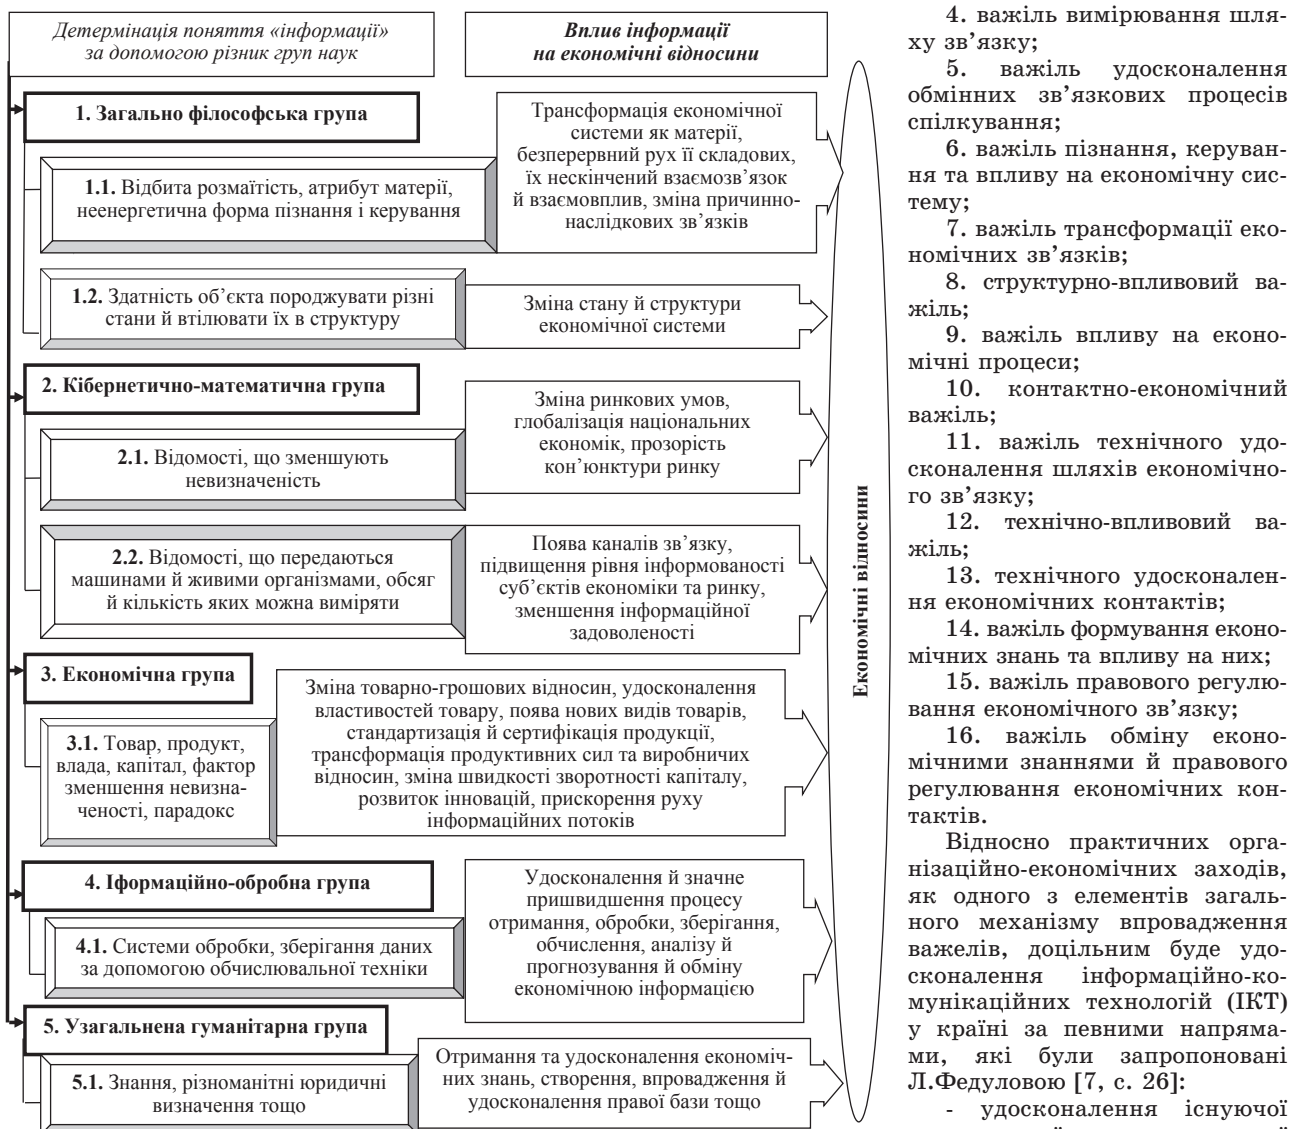 Детермінація поняття «інформації»
за допомогою різник груп наук
Вплив інформації
на економічні відносини
1. Загально філософська група
1.1. Відбита розмаїтість, атрибут матерії,
неенергетична форма пізнання і керування
Трансформація економічної
системи як матерії,
безперервний рух її складових,
їх нескінчений взаємозв’язок
й взаємовплив, зміна причинно-
наслідкових зв’язків
1.2. Здатність об’єкта породжувати різні
стани й втілювати їх в структуру
Зміна стану й структури
економічної системи
2. Кібернетично-математична група
2.1. Відомості, що зменшують
невизначеність
Зміна ринкових умов,
глобалізація національних
економік, прозорість
кон’юнктури ринку
2.2. Відомості, що передаються
машинами й живими організмами, обсяг
й кількість яких можна виміряти
Поява каналів зв’язку,
підвищення рівня інформованості
суб’єктів економіки та ринку,
зменшення інформаційної
задоволеності
3. Економічна група
3.1. Товар, продукт,
влада, капітал, фактор
зменшення невизна-
ченості, парадокс
Зміна товарно-грошових відносин, удосконалення
властивостей товару, поява нових видів товарів,
стандартизація й сертифікація продукції,
трансформація продуктивних сил та виробничих
відносин, зміна швидкості зворотності капіталу,
розвиток інновацій, прискорення руху
інформаційних потоків
4. Іформаційно-обробна група
4.1. Системи обробки, зберігання даних
за допомогою обчислювальної техніки
Удосконалення й значне
пришвидшення процесу
отримання, обробки, зберігання,
обчислення, аналізу й
прогнозування й обміну
економічною інформацією
5. Узагальнена гуманітарна група
5.1. Знання, різноманітні юридичні
визначення тощо
Отримання та удосконалення економіч-
них знань, створення, впровадження й
удосконалення правої бази тощо
Економічні відносини
4. важіль вимірювання шля-
ху зв’язку;
5. важіль удосконалення
обмінних зв’язкових процесів
спілкування;
6. важіль пізнання, керуван-
ня та впливу на економічну сис-
тему;
7. важіль трансформації еко-
номічних зв’язків;
8. структурно-впливовий ва-
жіль;
9. важіль впливу на еконо-
мічні процеси;
10. контактно-економічний
важіль;
11. важіль технічного удо-
сконалення шляхів економічно-
го зв’язку;
12. технічно-впливовий ва-
жіль;
13. технічного удосконален-
ня економічних контактів;
14. важіль формування еконо-
мічних знань та впливу на них;
15. важіль правового регулю-
вання економічного зв’язку;
16. важіль обміну еконо-
мічними знаннями й правового
регулювання економічних кон-
тактів.
Відносно практичних орга-
нізаційно-економічних заходів,
як одного з елементів загаль-
ного механізму впровадження
важелів, доцільним буде удо-
сконалення інформаційно-ко-
мунікаційних технологій (ІКТ)
у країні за певними напряма-
ми, які були запропоновані
Л.Федуловою [7, с. 26]:
- удосконалення існуючої